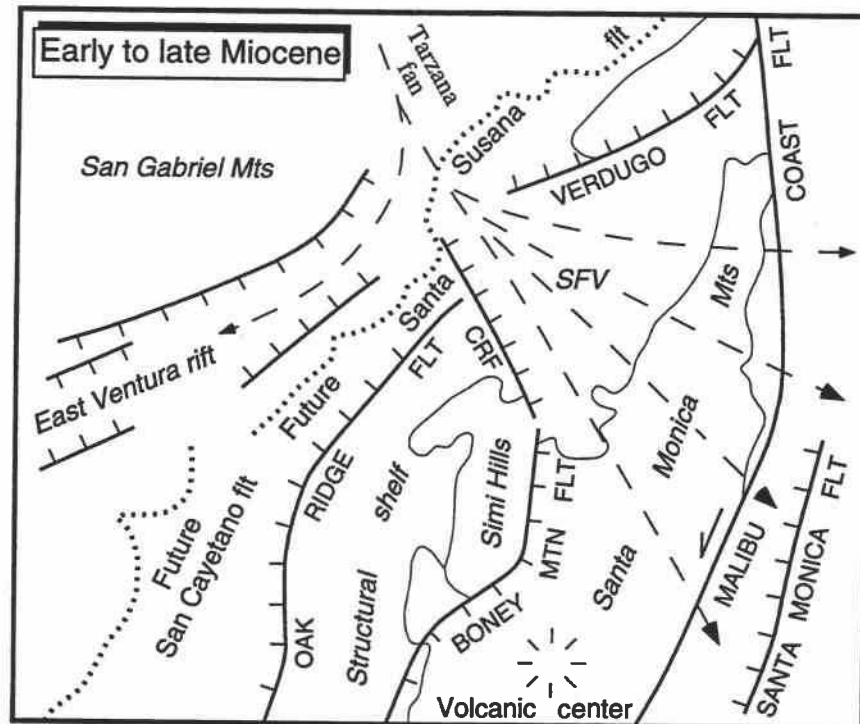 Early to late Miocene
Tarzana
fan
Susana
flt
FLT
COAST
San Gabriel Mts
VERDUGO
FLT
SFV
Mts
Santa
CRF
East Ventura rift
Future
FLT
RIDGE
shelf
Simi Hills
FLT
MTN
Monica
Future
San Cayetano flt
Santa
MALIBU
FLT
MONICA
SANTA
BONEY
OAK
Structural
Volcanic center